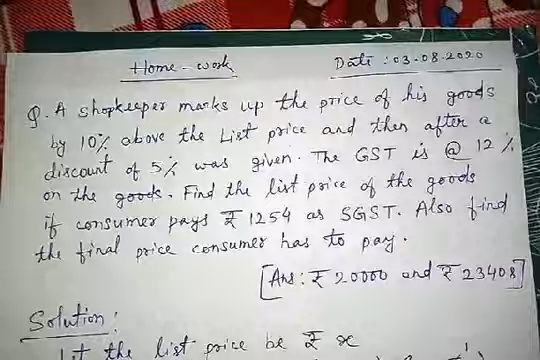 Home-work Date: 03.08.2020
Q. A shopkeeper marks up the price of his goods
by 10% above the List price and then after a
discount of 5% was given. The GST is @ 12%
on the goods. Find the list price of the goods
if consumer pays ₹ 1254 as SGST. Also find
the final price consumer has to pay.
[Ans: ₹ 20000 and ₹ 23408]
Solution:
Let the list price be ₹ x